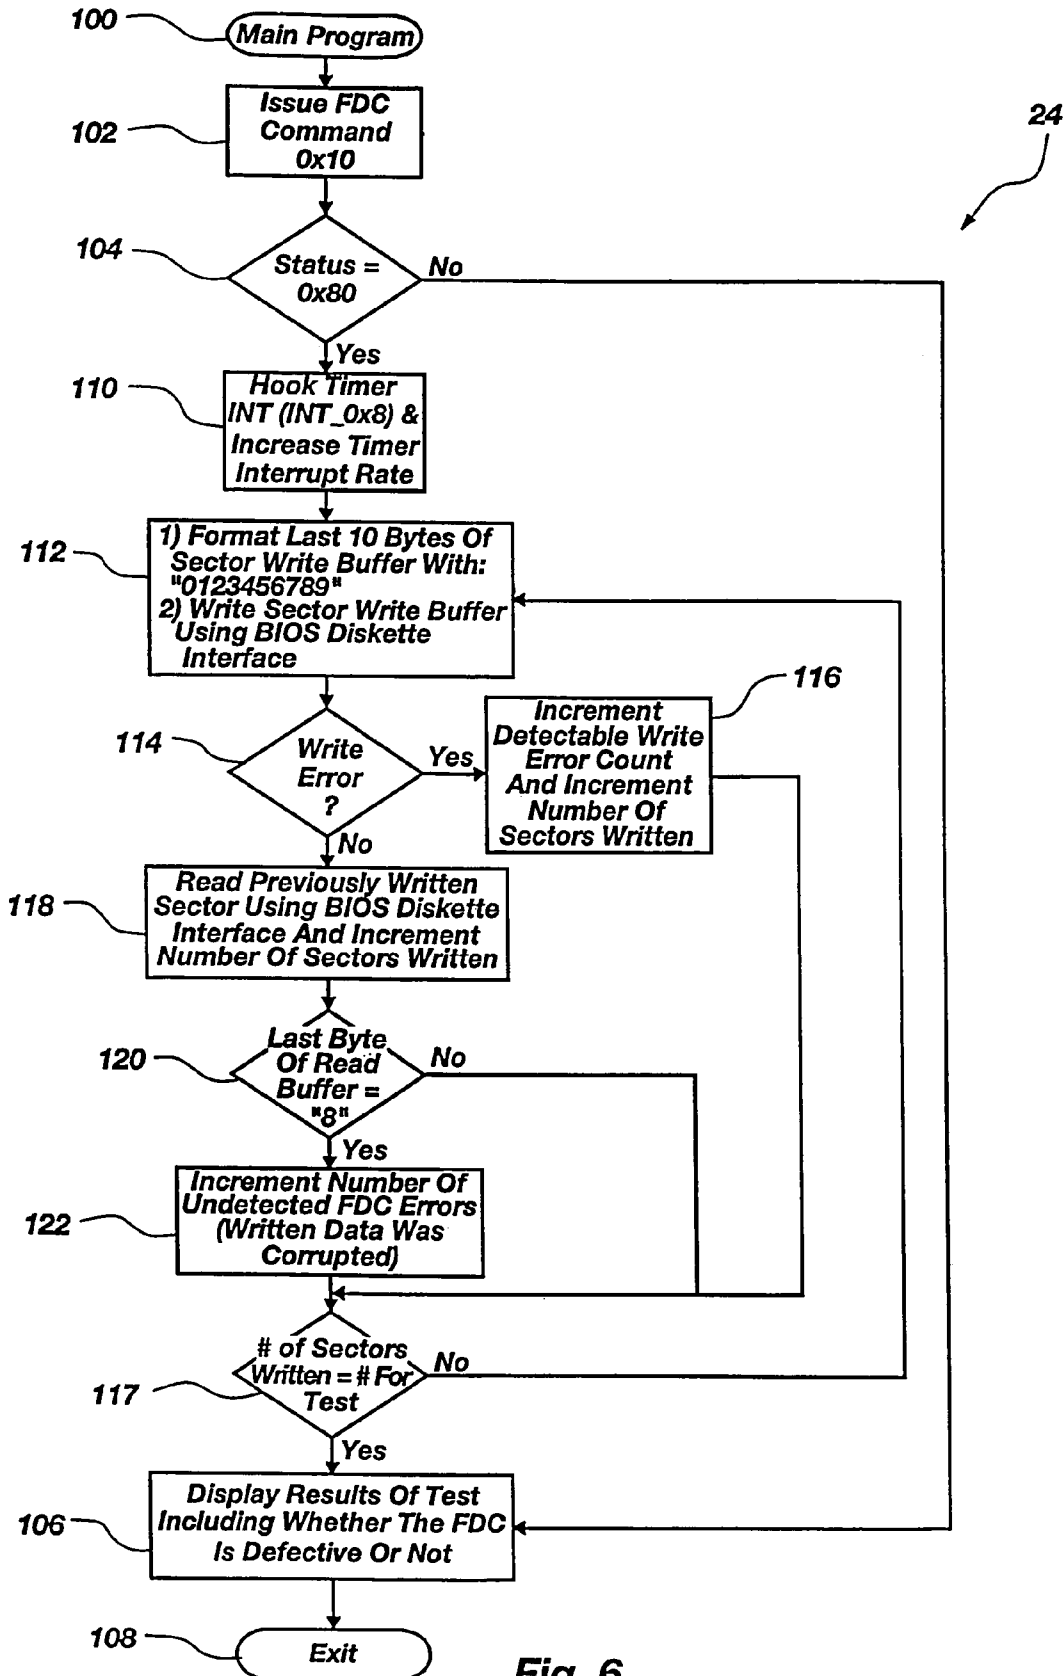 100
Main Program
Issue FDC
Command
0x10
102
24
104
Status =
0x80
No
Yes
110
Hook Timer
INT (INT_0x8) &
Increase Timer
Interrupt Rate
112
1) Format Last 10 Bytes Of
Sector Write Buffer With:
"0123456789"
2) Write Sector Write Buffer
Using BIOS Diskette
Interface
114
Write
Error
?
Yes
No
116
Increment
Detectable Write
Error Count
And Increment
Number Of
Sectors Written
118
Read Previously Written
Sector Using BIOS Diskette
Interface And Increment
Number Of Sectors Written
120
Last Byte
Of Read
Buffer =
"8"
No
Yes
122
Increment Number Of
Undetected FDC Errors
(Written Data Was
Corrupted)
117
# of Sectors
Written = # For
Test
No
Yes
106
Display Results Of Test
Including Whether The FDC
Is Defective Or Not
108
Exit
Fig. 6